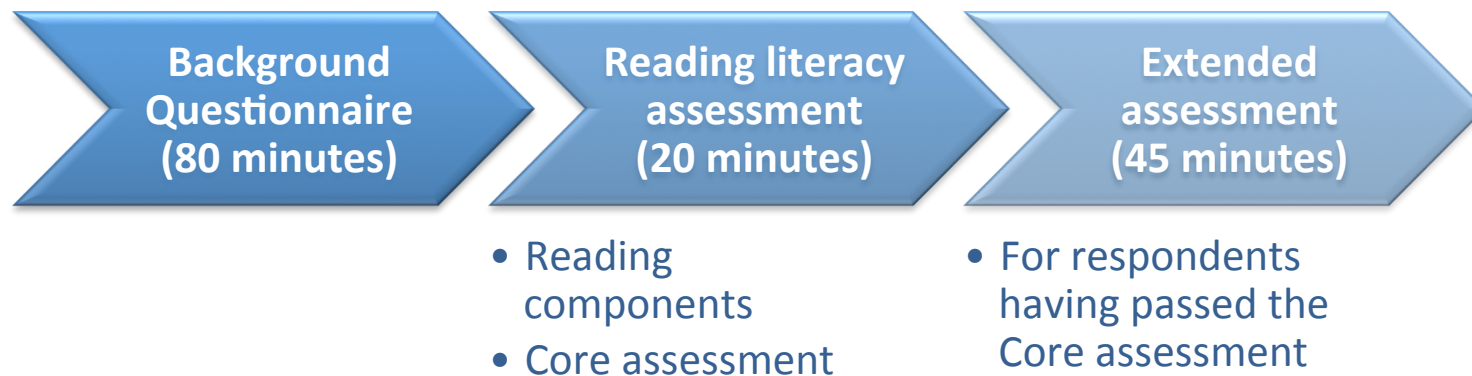 Background
Questionnaire
(80 minutes)
Reading literacy
assessment
(20 minutes)
• Reading
components
• Core assessment
Extended
assessment
(45 minutes)
• For respondents
having passed the
Core assessment